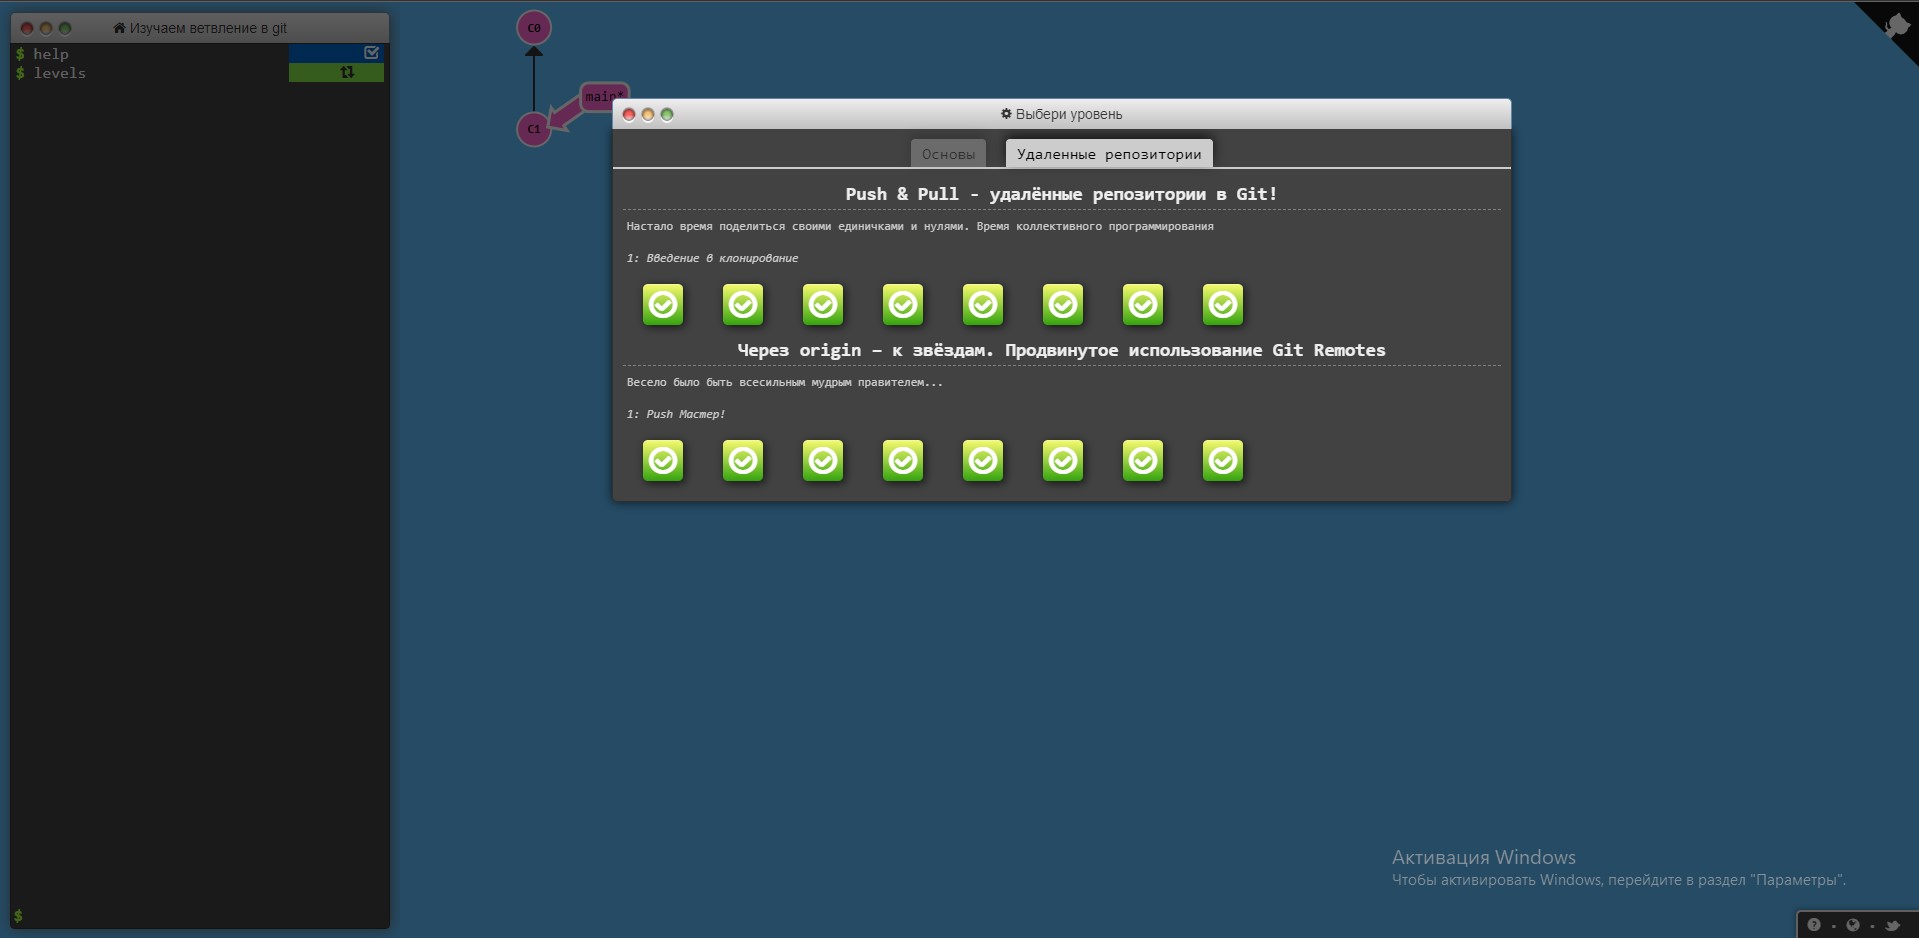 Изучаем ветвление в git
$ help
$ levels
$
C0
main*
C1
Выбери уровень
Основы
Удаленные репозитории
Push & Pull - удалённые репозитории в Git!
Настало время поделиться своими единичками и нулями. Время коллективного программирования
1: Введение в клонирование
Через origin – к звёздам. Продвинутое использование Git Remotes
Весело было быть всесильным мудрым правителем...
1: Push Мастер!
Активация Windows
Чтобы активировать Windows, перейдите в раздел "Параметры".